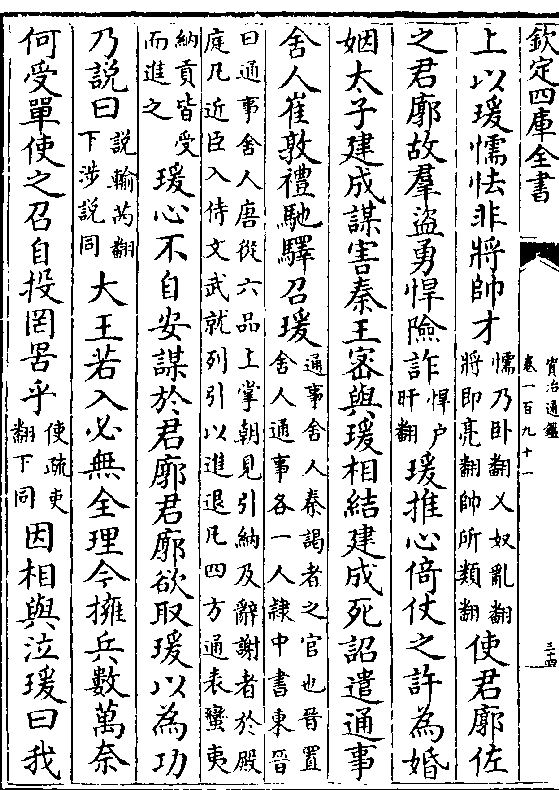 欽定四庫全書
資治通鑑
卷一百九十一
三十四
上以瑗懦怯非將帥才懦乃卧翻又奴亂翻將即亮翻帥所類翻使君廓佐
之君廓故羣盜勇悍險詐悍户旰翻瑗推心倚仗之許為婚
姻太子建成謀害秦王密與瑗相結建成死詔遣通事
舍人崔敦禮馳驛召瑗通事舍人秦謁者之官也晉置舍人通事各一人隸中書東晉
曰通事舍人唐從六品上掌朝見引納及辭謝者於殿庭凡近臣入侍文武就列引以進退凡四方通表蠻夷
納貢皆受而進之瑗心不自安謀於君廓君廓欲取瑗以為功
乃説曰説輸芮翻下涉説同大王若入必無全理今擁兵數萬奈
何受單使之召自投罔罟乎使疏吏翻下同因相與泣瑗曰我